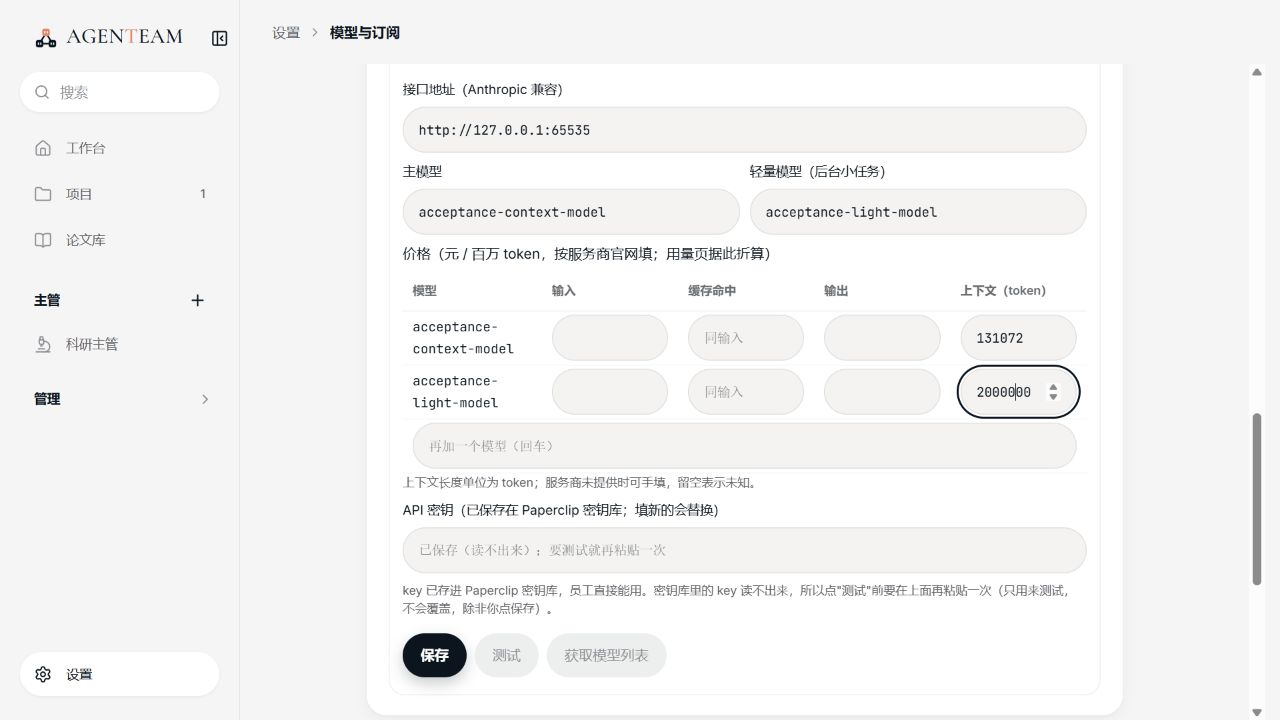 AGENTEAM
搜索
工作台
项目 1
论文库
主管
科研主管
管理
设置
设置 > 模型与订阅
接口地址（Anthropic 兼容）
http://127.0.0.1:65535
主模型 轻量模型（后台小任务）
acceptance-context-model acceptance-light-model
价格（元 / 百万 token，按服务商官网填；用量页据此折算）
模型 输入 缓存命中 输出 上下文（token）
acceptance-
context-model 同输入 131072
acceptance-
light-model 同输入 2000000
再加一个模型（回车）
上下文长度单位为 token；服务商未提供时可手填，留空表示未知。
API 密钥（已保存在 Paperclip 密钥库；填新的会替换）
已保存（读不出来）；要测试就再粘贴一次
key 已存进 Paperclip 密钥库，员工直接能用。密钥库里的 key 读不出来，所以点"测试"前要在上面再粘贴一次（只用来测试，
不会覆盖，除非你点保存）。
保存 测试 获取模型列表